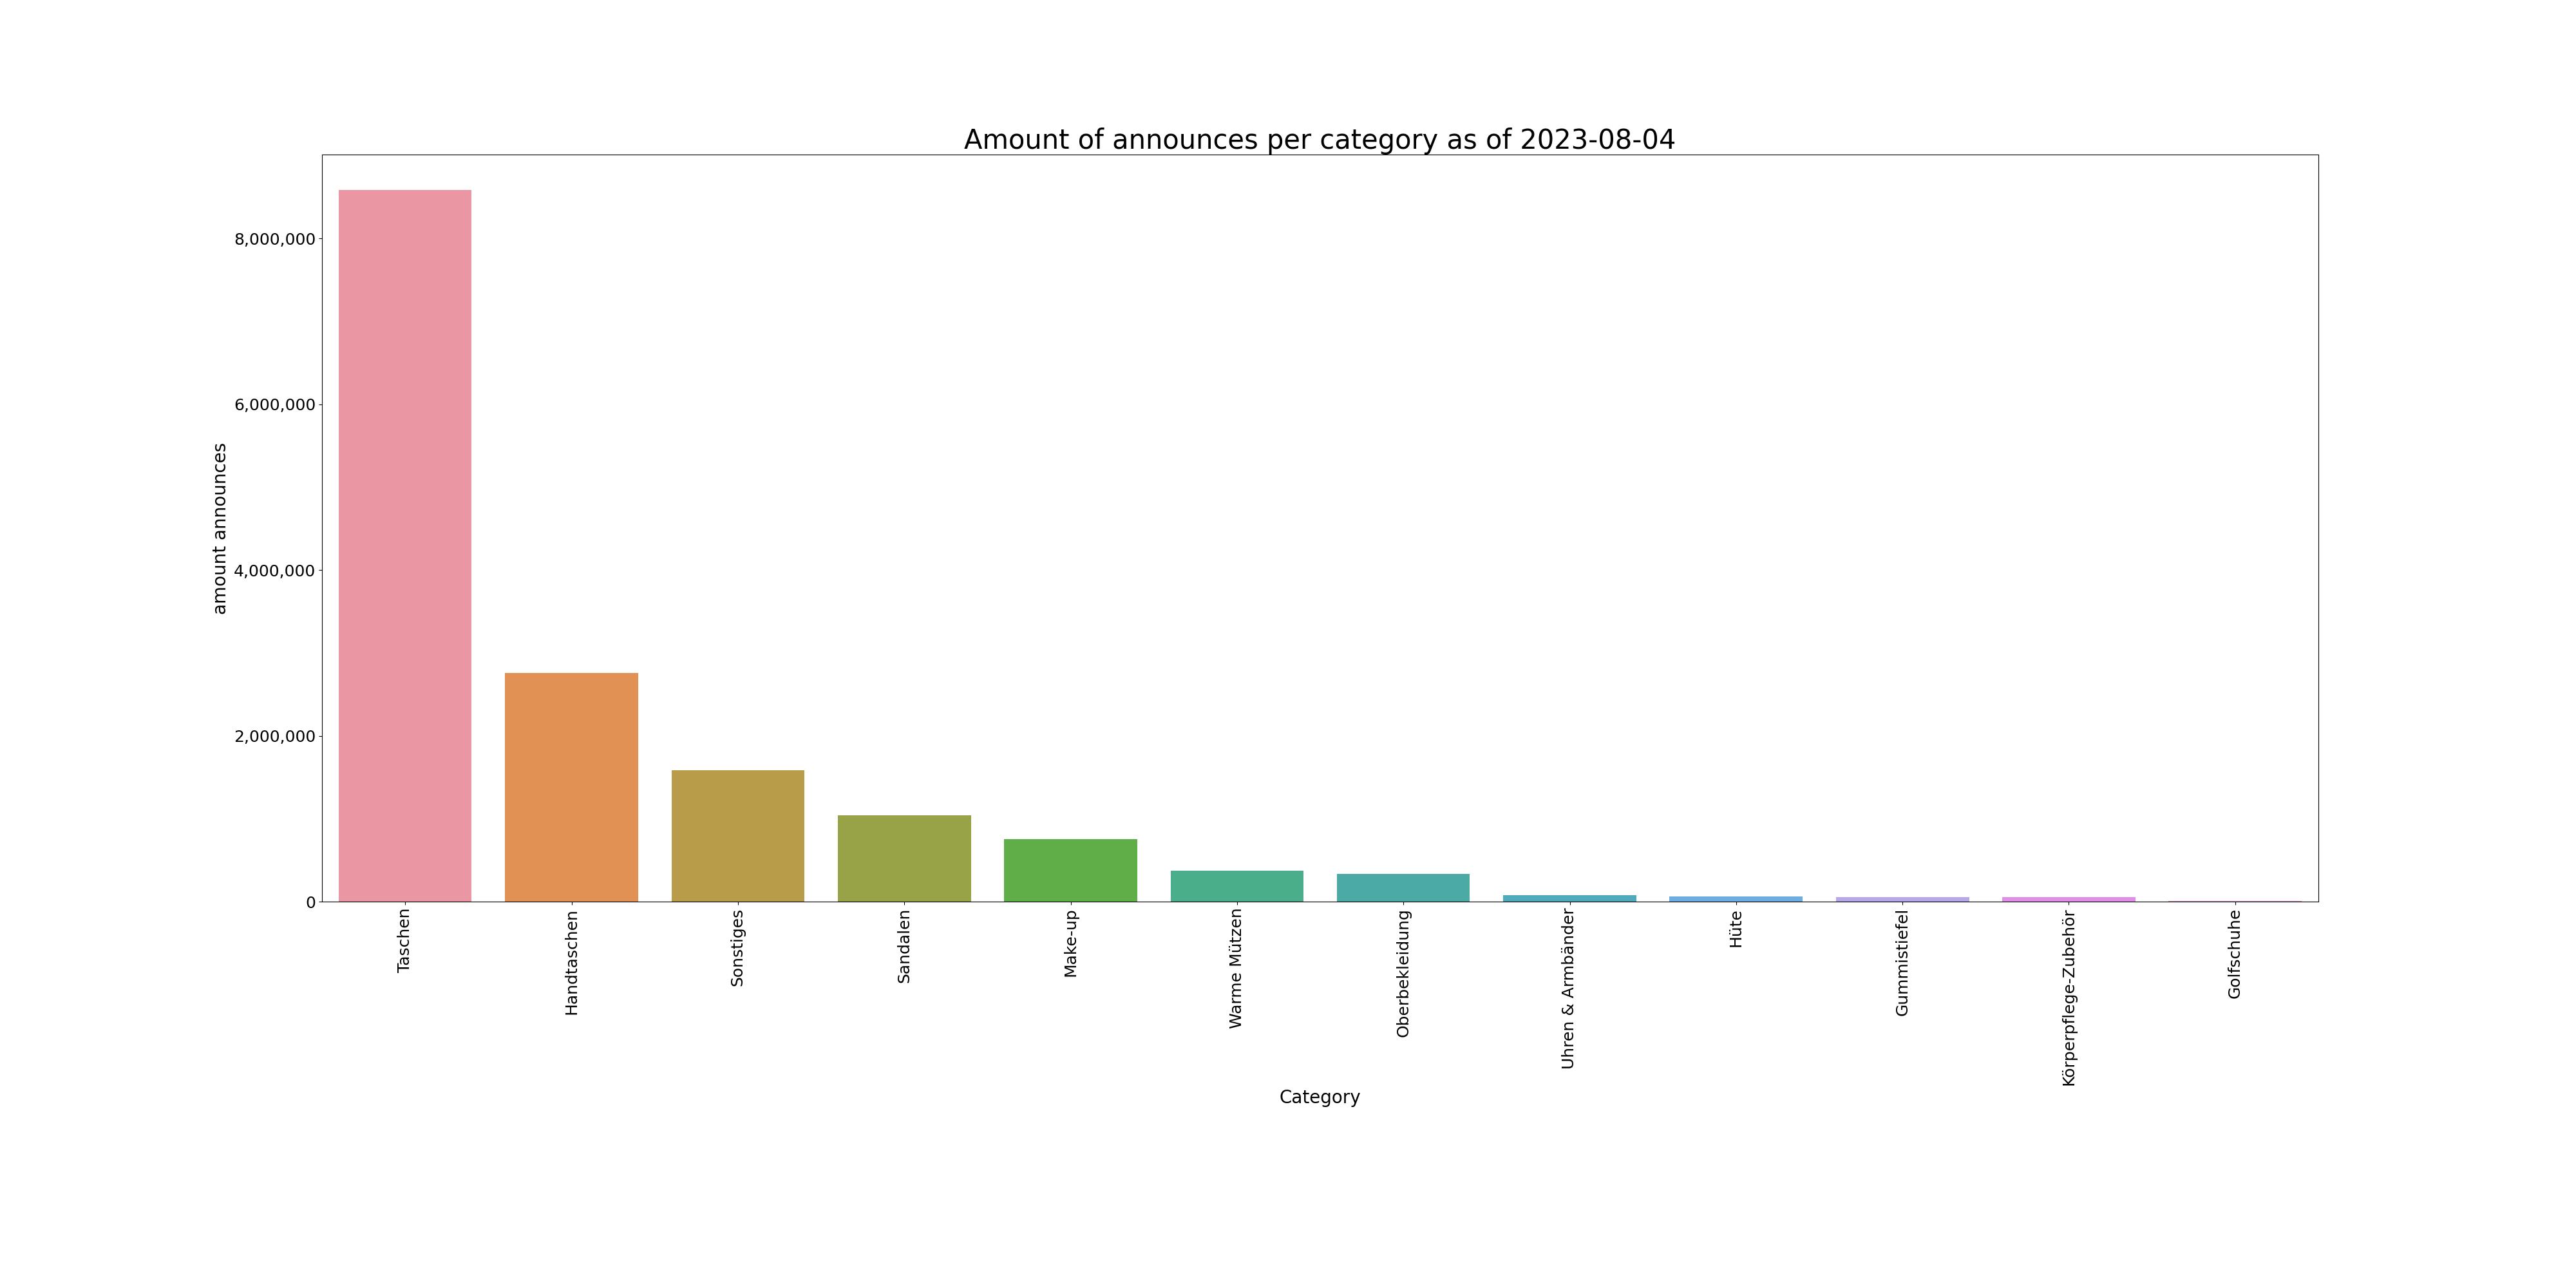 Amount of announces per category as of 2023-08-04
amount announces
8,000,000
6,000,000
4,000,000
2,000,000
0
Taschen
Handtaschen
Sonstiges
Sandalen
Make-up
Warme Mützen
Oberbekleidung
Uhren & Armbänder
Hüte
Gummistiefel
Körperpflege-Zubehör
Golfschuhe
Category